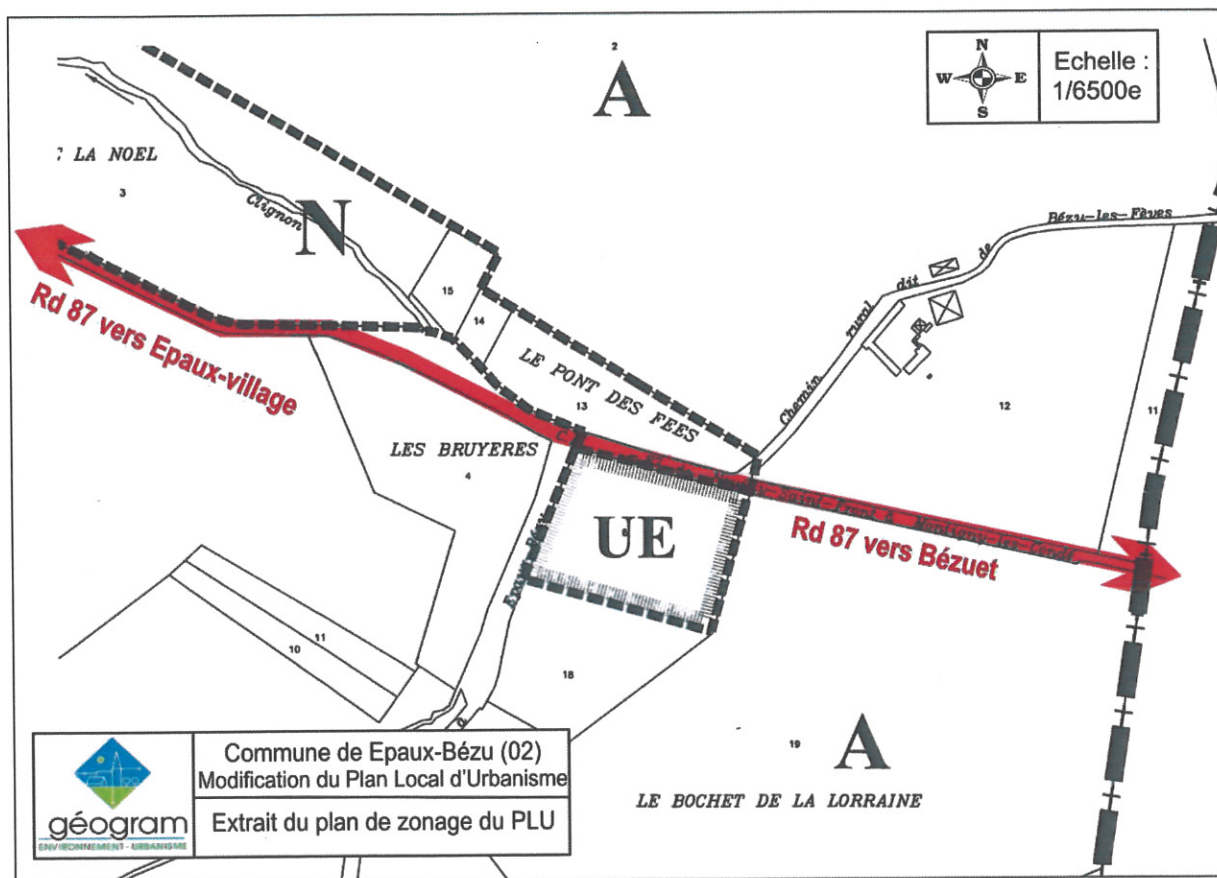 2
A
N
W
E
S
Echelle :
1/6500e
LA NOEL
3
Clignon
N
Bézu-les-Fèves
de
dit
rural
Chemin
15
14
Rd 87 vers Epaux-village
LE PONT DES FEES
13
12
11
LES BRUYERES
4
UE
Rd 87 vers Bézuet
11
10
18
19
A
LE BOCHET DE LA LORRAINE
géogram
ENVIRONNEMENT - URBANISME
Commune de Epaux-Bézu (02)
Modification du Plan Local d'Urbanisme
Extrait du plan de zonage du PLU